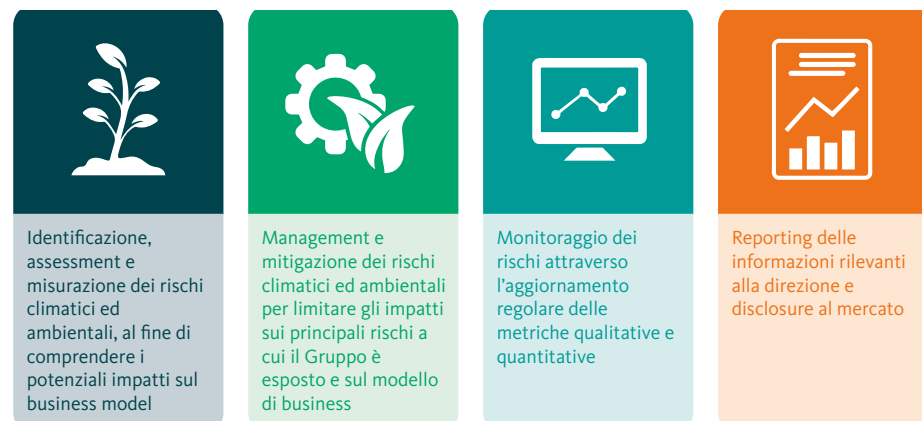 Identificazione,
assessment e
misurazione dei rischi
climatici ed
ambientali, al fine di
comprendere i
potenziali impatti sul
business model
Management e
mitigazione dei rischi
climatici ed ambientali
per limitare gli impatti
sui principali rischi a
cui il Gruppo è
esposto e sul modello
di business
Monitoraggio dei
rischi attraverso
l’aggiornamento
regolare delle
metriche qualitative e
quantitative
Reporting delle
informazioni rilevanti
alla direzione e
disclosure al mercato